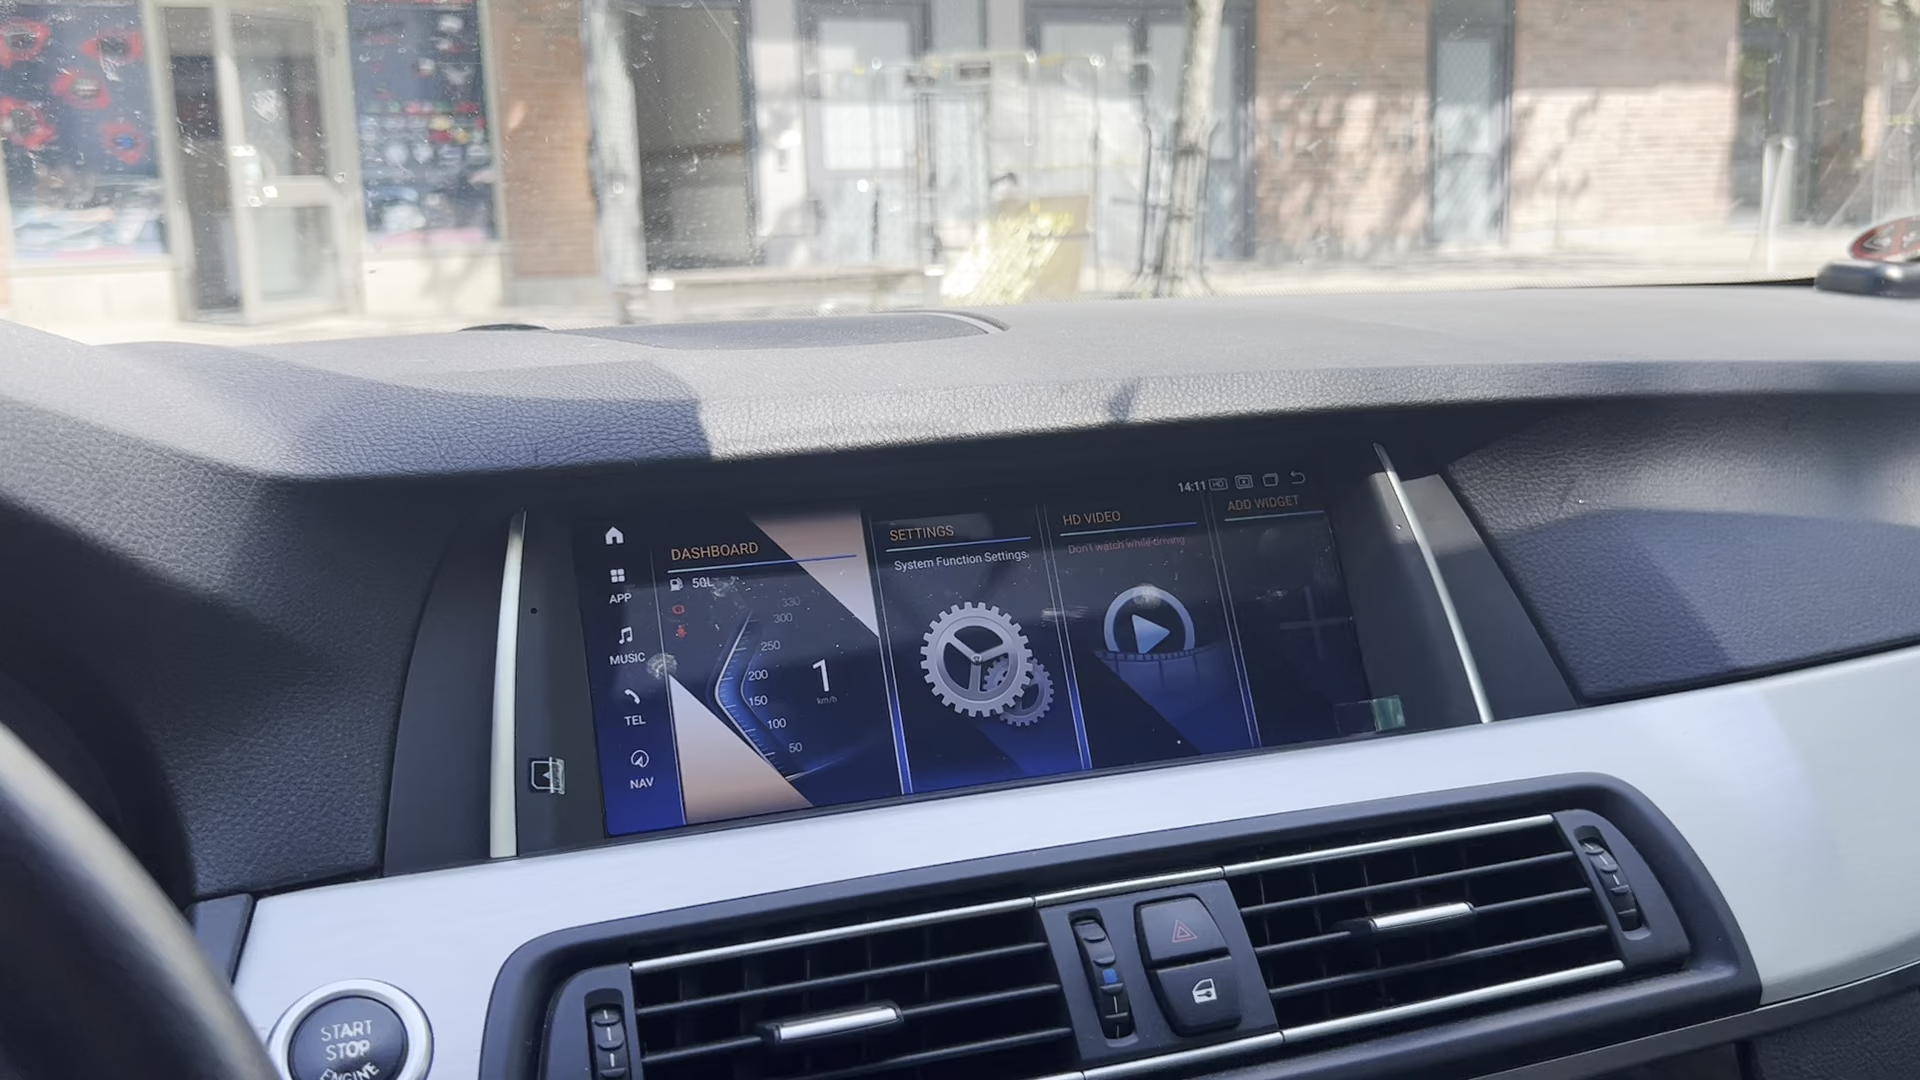 14:11
DASHBOARD
50L
330
300
250
200
150
100
50
1
km/h
SETTINGS
System Function Settings.
HD VIDEO
Don't watch while driving
ADD WIDGET
APP
MUSIC
TEL
NAV
START
STOP
ENGINE